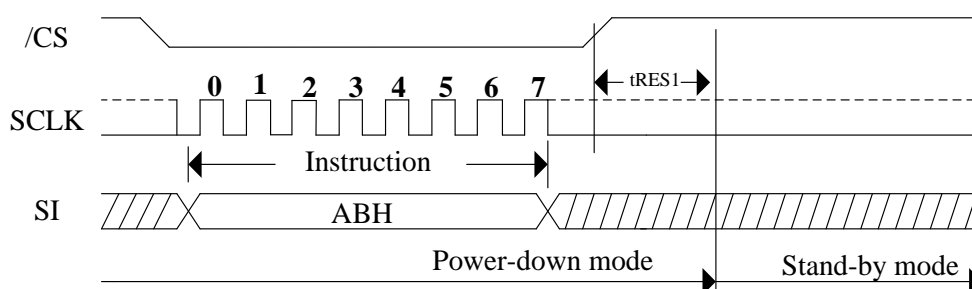 /CS
tRES1
0 1 2 3 4 5 6 7
SCLK
Instruction
SI
ABH
Power-down mode
Stand-by mode